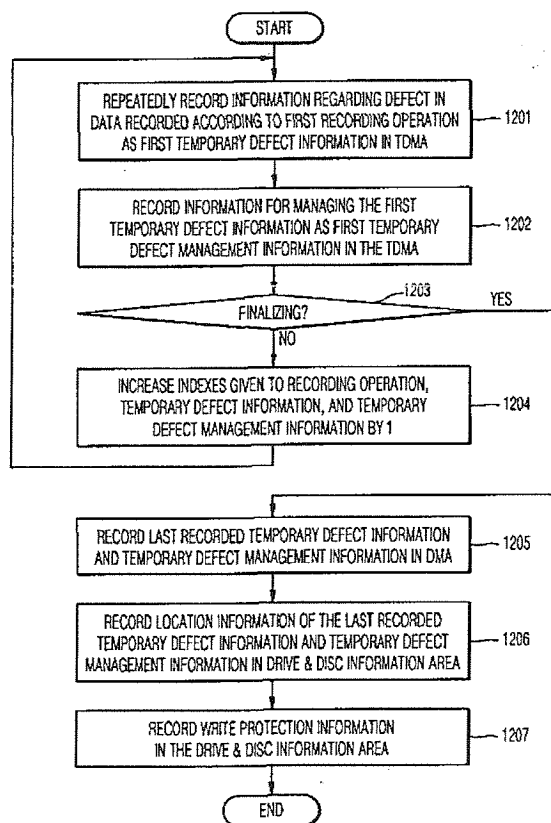 START
REPEATEDLY RECORD INFORMATION REGARDING DEFECT IN
DATA RECORDED ACCORDING TO FIRST RECORDING OPERATION
AS FIRST TEMPORARY DEFECT INFORMATION IN TDMA
1201
RECORD INFORMATION FOR MANAGING THE FIRST
TEMPORARY DEFECT INFORMATION AS FIRST TEMPORARY
DEFECT MANAGEMENT INFORMATION IN THE TDMA
1202
1203
FINALIZING?
YES
NO
INCREASE INDEXES GIVEN TO RECORDING OPERATION,
TEMPORARY DEFECT INFORMATION, AND TEMPORARY
DEFECT MANAGEMENT INFORMATION BY 1
1204
RECORD LAST RECORDED TEMPORARY DEFECT INFORMATION
AND TEMPORARY DEFECT MANAGEMENT INFORMATION IN DMA
1205
RECORD LOCATION INFORMATION OF THE LAST RECORDED
TEMPORARY DEFECT INFORMATION AND TEMPORARY DEFECT
MANAGEMENT INFORMATION IN DRIVE & DISC INFORMATION AREA
1206
RECORD WRITE PROTECTION INFORMATION
IN THE DRIVE & DISC INFORMATION AREA
1207
END